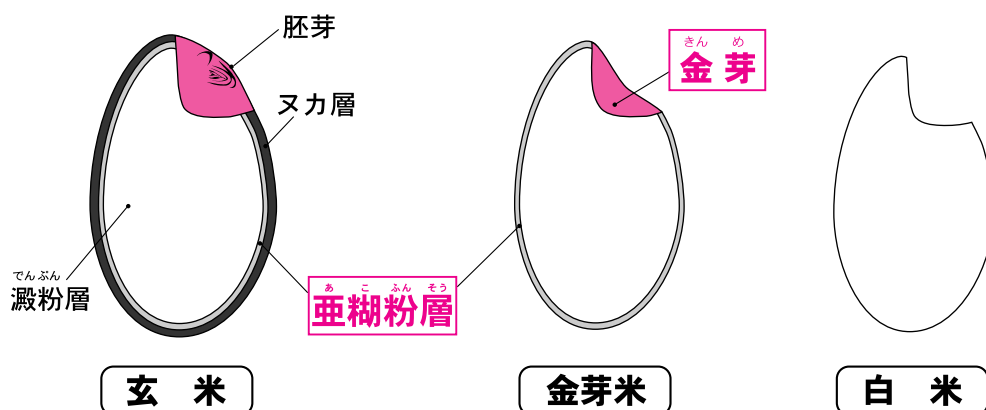 胚芽
ヌカ層
きん め
金 芽
でんぷん
澱粉層
あ こ ふん そう
亜糊粉層
玄 米
金芽米
白 米